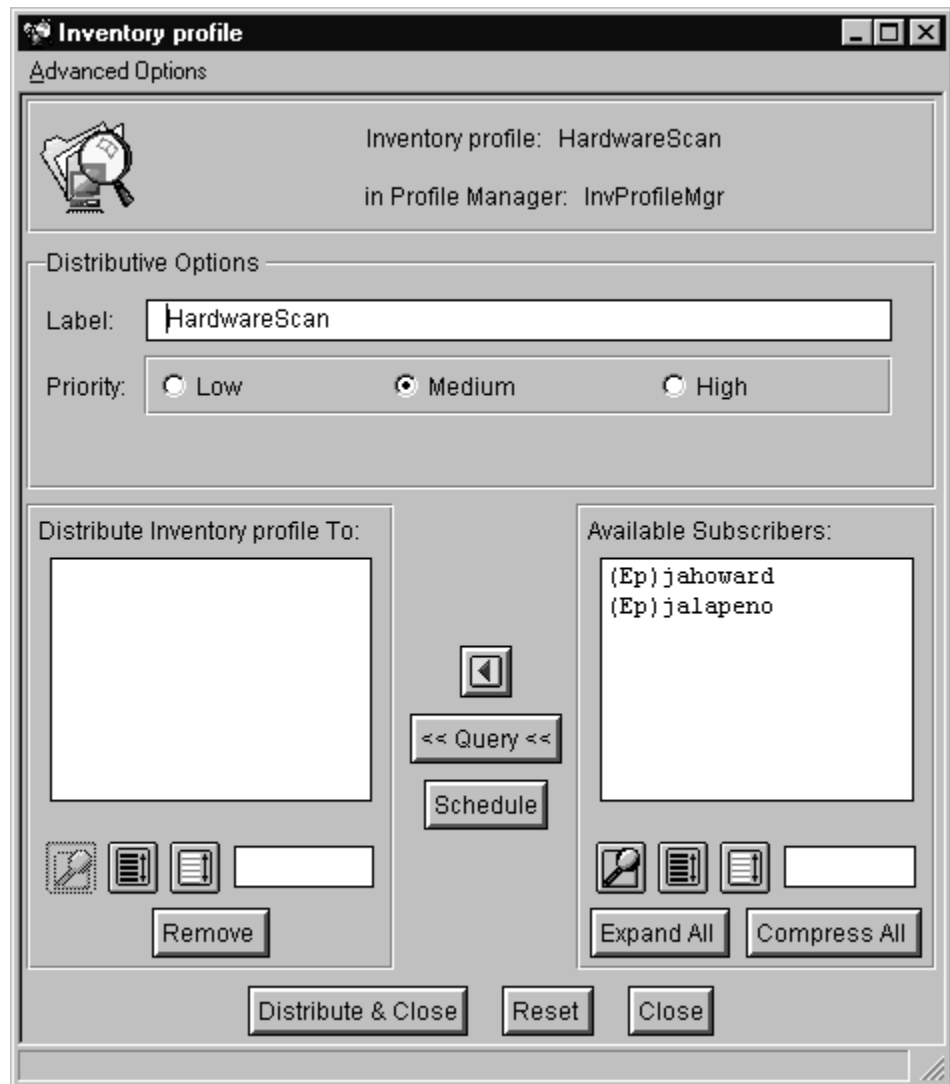 Inventory profile
Advanced Options
Inventory profile: HardwareScan
in Profile Manager: InvProfileMgr
Distributive Options
Label: HardwareScan
Priority: Low Medium High
Distribute Inventory profile To:
Available Subscribers:
(Ep)jahoward
(Ep)jalapeno
<< Query <<
Schedule
Remove
Expand All Compress All
Distribute & Close Reset Close